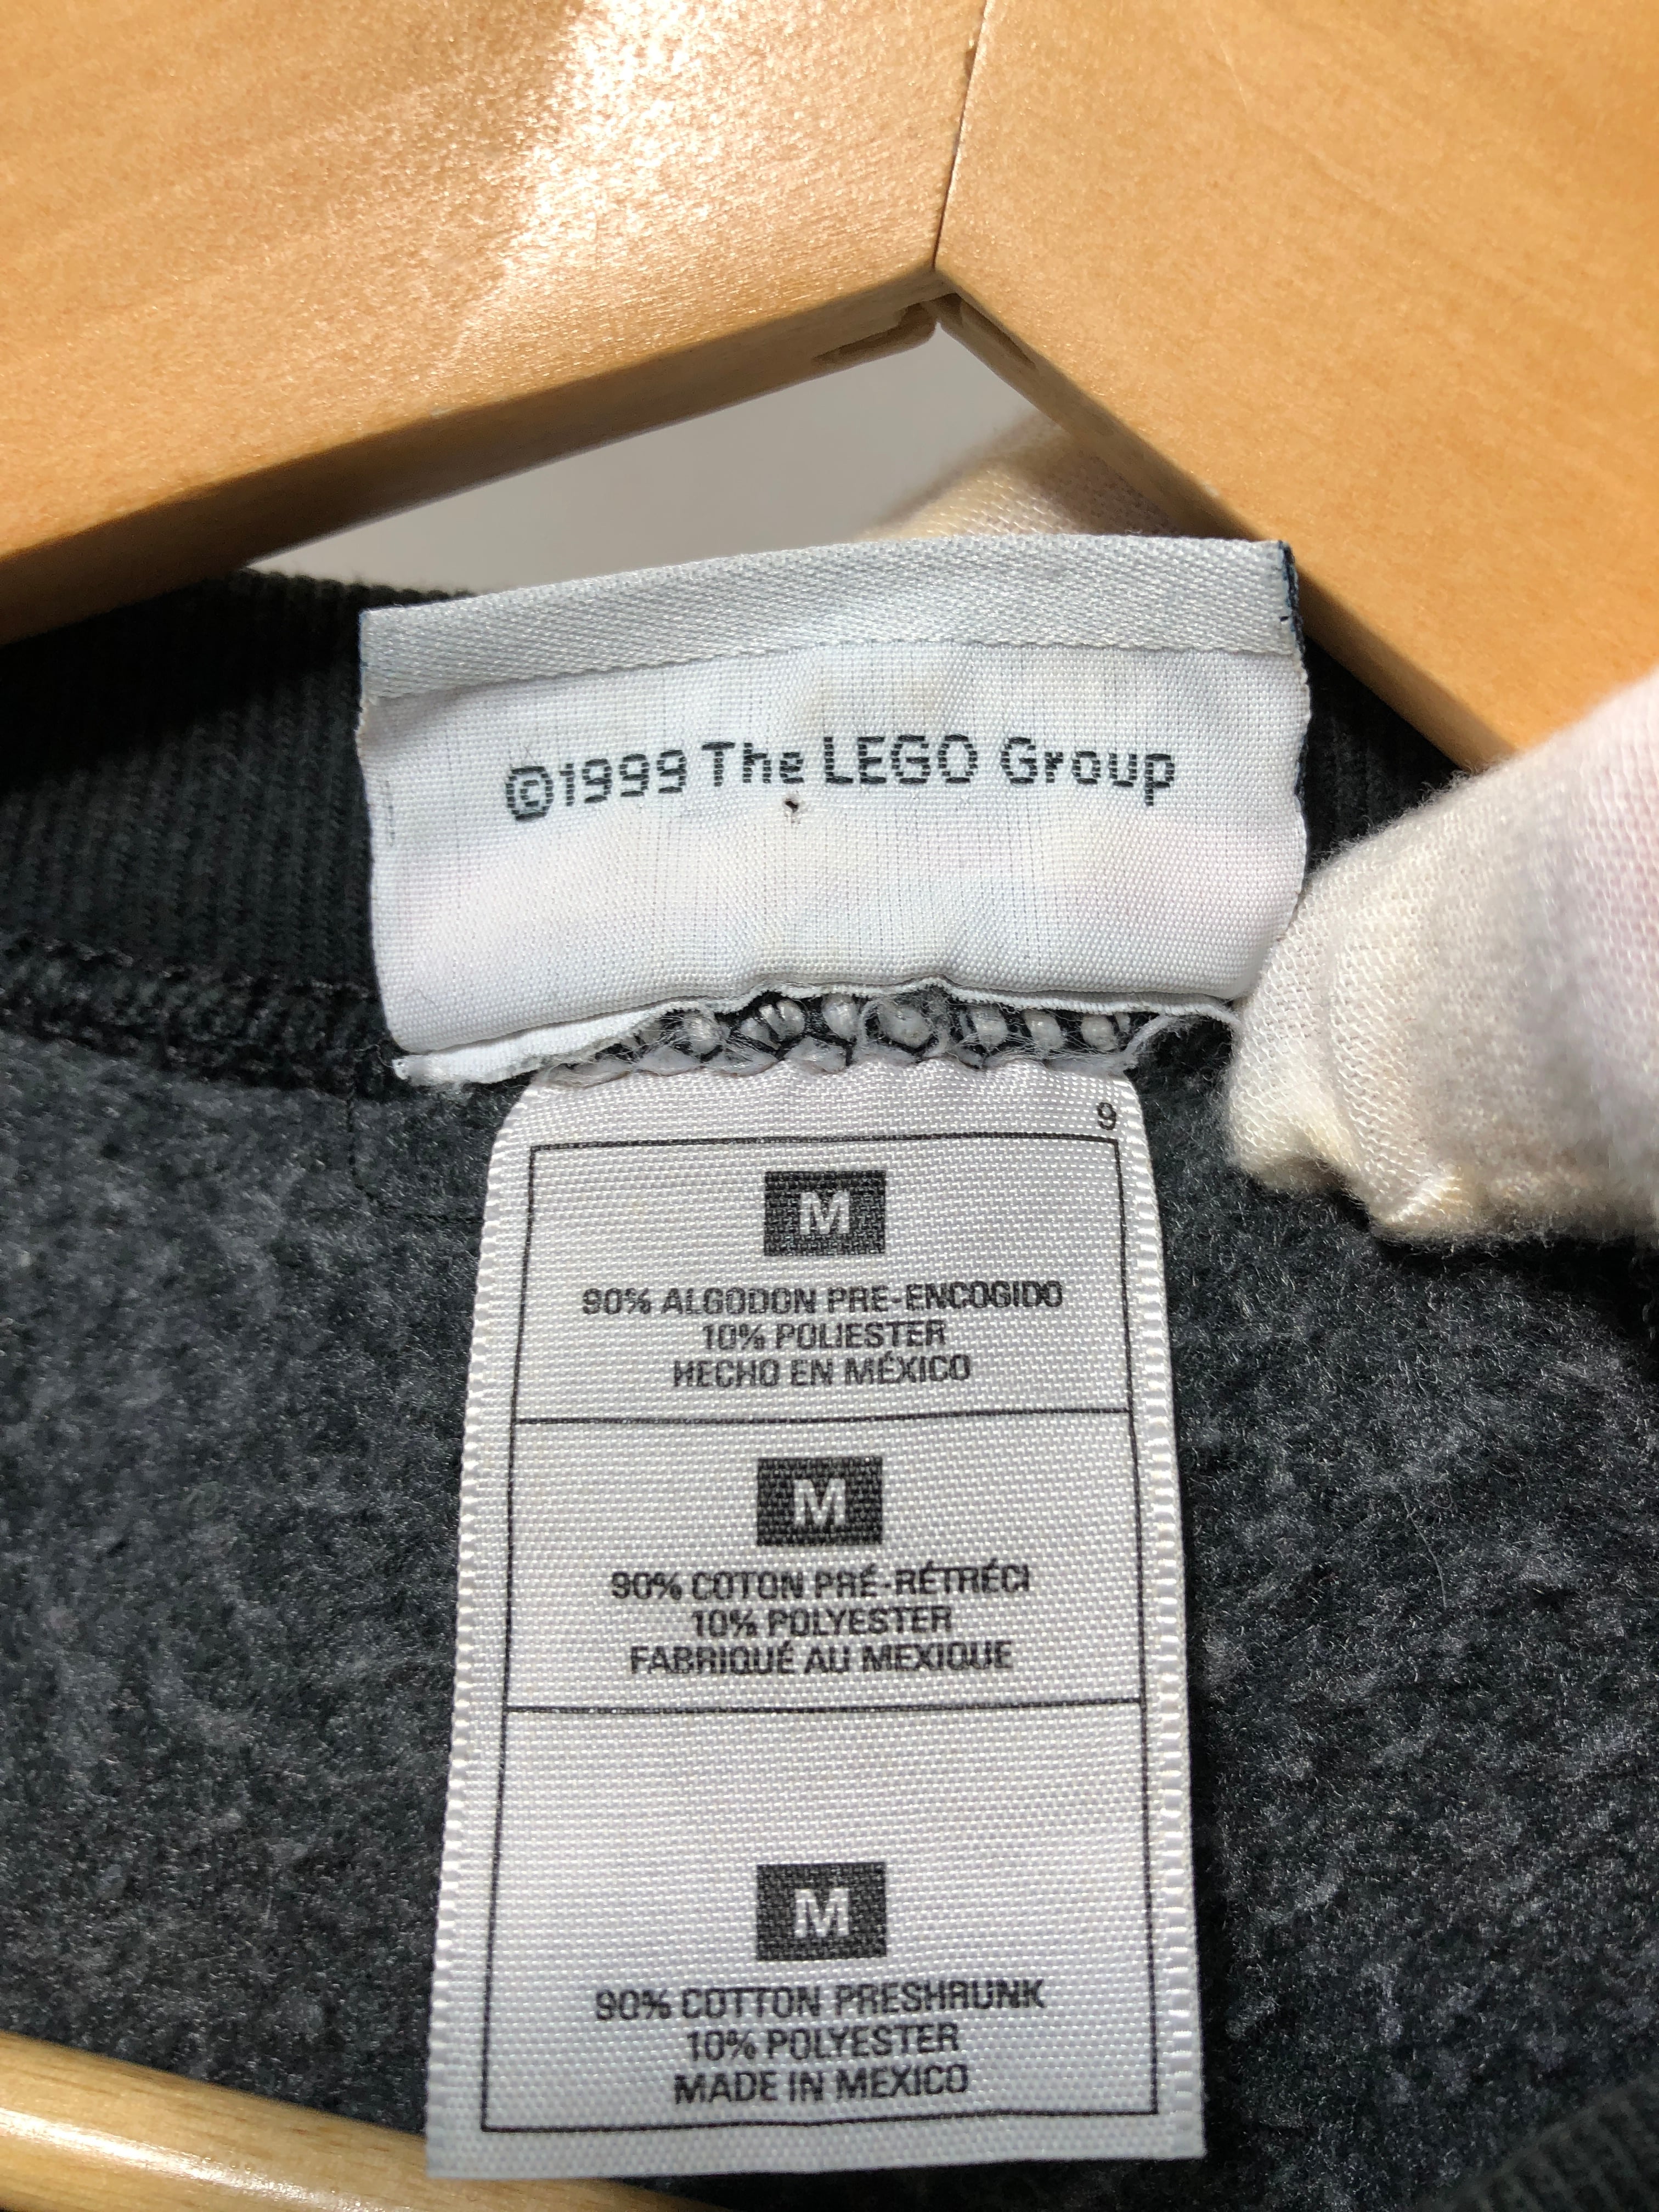 ©1999 The LEGO Group
9
M
90% ALGODON PRE-ENCOGIDO
10% POLIESTER
HECHO EN MÉXICO
M
90% COTON PRÉ-RÉTRÉCI
10% POLYESTER
FABRIQUÉ AU MEXIQUE
M
90% COTTON PRESHRUNK
10% POLYESTER
MADE IN MEXICO